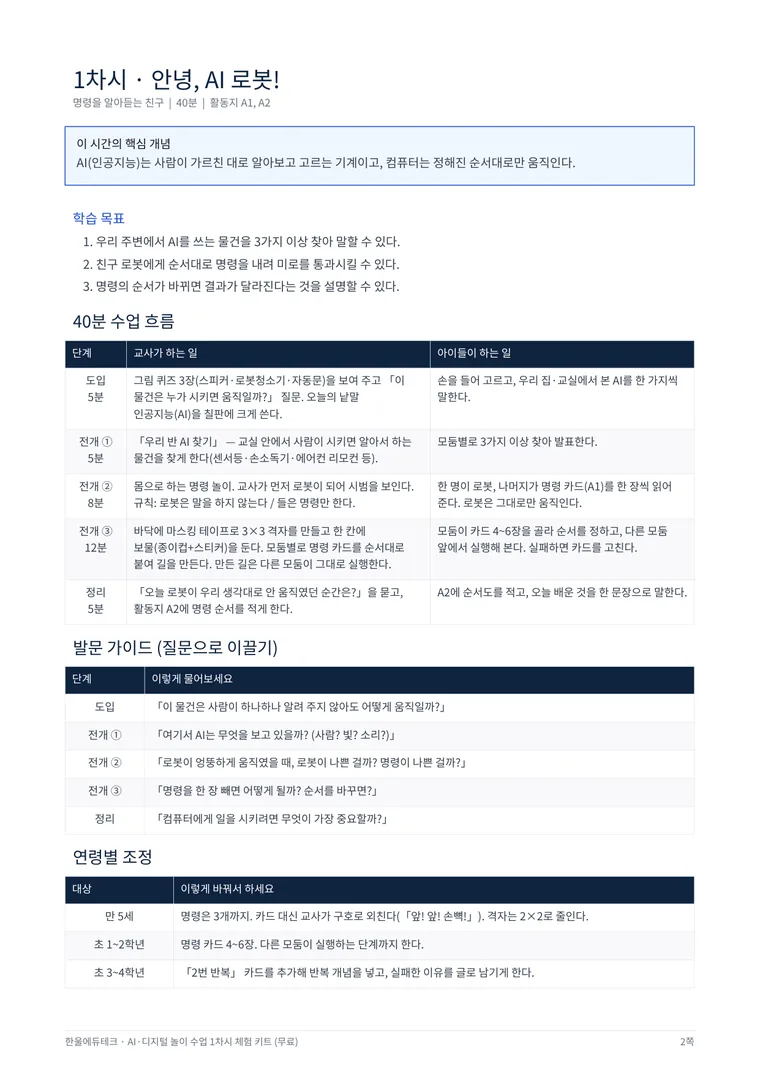 1차시 · 안녕, AI 로봇!
명령을 알아듣는 친구 | 40분 | 활동지 A1, A2
이 시간의 핵심 개념
AI(인공지능)는 사람이 가르친 대로 알아보고 고르는 기계이고, 컴퓨터는 정해진 순서대로만 움직인다.
학습 목표
1. 우리 주변에서 AI를 쓰는 물건을 3가지 이상 찾아 말할 수 있다.
2. 친구 로봇에게 순서대로 명령을 내려 미로를 통과시킬 수 있다.
3. 명령의 순서가 바뀌면 결과가 달라진다는 것을 설명할 수 있다.
40분 수업 흐름
단계 교사가 하는 일 아이들이 하는 일
도입
5분
그림 퀴즈 3장(스피커·로봇청소기·자동문)을 보여 주고 「이
물건은 누가 시키면 움직일까?」 질문. 오늘의 낱말
인공지능(AI)을 칠판에 크게 쓴다.
손을 들어 고르고, 우리 집·교실에서 본 AI를 한 가지씩
말한다.
전개 ①
5분
「우리 반 AI 찾기」 — 교실 안에서 사람이 시키면 알아서 하는
물건을 찾게 한다(센서등·손소독기·에어컨 리모컨 등).
모둠별로 3가지 이상 찾아 발표한다.
전개 ②
8분
몸으로 하는 명령 놀이. 교사가 먼저 로봇이 되어 시범을 보인다.
규칙: 로봇은 말을 하지 않는다 / 들은 명령만 한다.
한 명이 로봇, 나머지가 명령 카드(A1)를 한 장씩 읽어
준다. 로봇은 그대로만 움직인다.
전개 ③
12분
바닥에 마스킹 테이프로 3×3 격자를 만들고 한 칸에
보물(종이컵+스티커)을 둔다. 모둠별로 명령 카드를 순서대로
붙여 길을 만든다. 만든 길은 다른 모둠이 그대로 실행한다.
모둠이 카드 4~6장을 골라 순서를 정하고, 다른 모둠
앞에서 실행해 본다. 실패하면 카드를 고친다.
정리
5분
「오늘 로봇이 우리 생각대로 안 움직였던 순간은?」을 묻고,
활동지 A2에 명령 순서를 적게 한다.
A2에 순서도를 적고, 오늘 배운 것을 한 문장으로 말한다.
발문 가이드 (질문으로 이끌기)
단계 이렇게 물어보세요
도입 「이 물건은 사람이 하나하나 알려 주지 않아도 어떻게 움직일까?」
전개 ① 「여기서 AI는 무엇을 보고 있을까? (사람? 빛? 소리?)」
전개 ② 「로봇이 엉뚱하게 움직였을 때, 로봇이 나쁜 걸까? 명령이 나쁜 걸까?」
전개 ③ 「명령을 한 장 빼면 어떻게 될까? 순서를 바꾸면?」
정리 「컴퓨터에게 일을 시키려면 무엇이 가장 중요할까?」
연령별 조정
대상 이렇게 바꿔서 하세요
만 5세 명령은 3개까지. 카드 대신 교사가 구호로 외친다(「앞! 앞! 손뼉!」). 격자는 2×2로 줄인다.
초 1~2학년 명령 카드 4~6장. 다른 모둠이 실행하는 단계까지 한다.
초 3~4학년 「2번 반복」 카드를 추가해 반복 개념을 넣고, 실패한 이유를 글로 남기게 한다.
한울에듀테크 · AI·디지털 놀이 수업 1차시 체험 키트 (무료) 2쪽